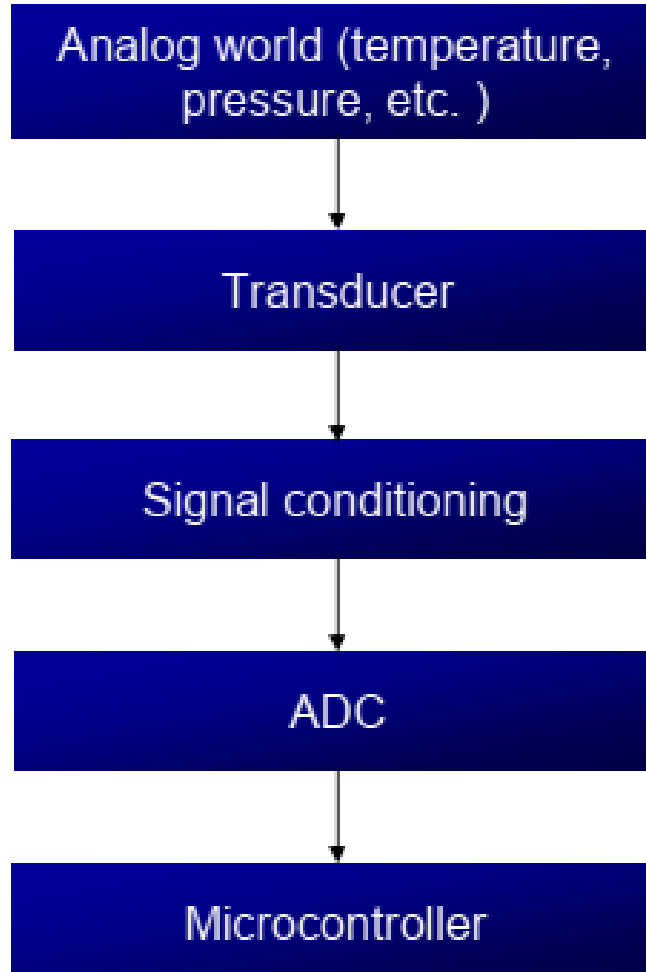 Analog world (temperature,
pressure, etc. )
Transducer
Signal conditioning
ADC
Microcontroller